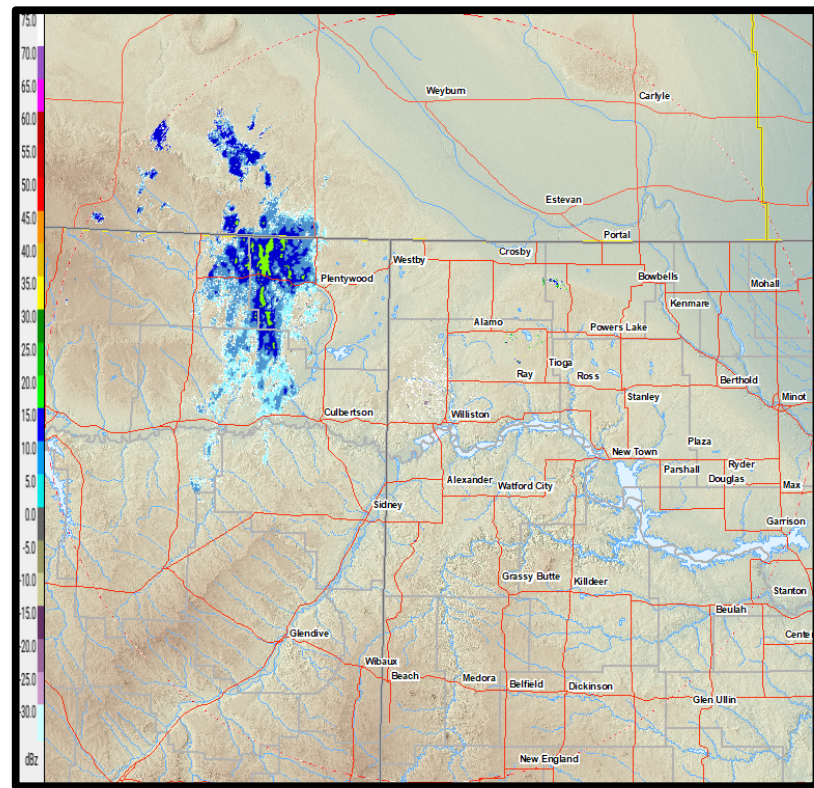 75.0
70.0
65.0
60.0
55.0
50.0
45.0
40.0
35.0
30.0
25.0
20.0
15.0
10.0
5.0
0.0
-5.0
-10.0
-15.0
-20.0
-25.0
-30.0
dBz
Weyburn
Carlyle
Estevan
Portal
Westby
Crosby
Plentywood
Bowbells
Mohall
Kenmare
Alamo
Powers Lake
Tioga
Ray
Ross
Berthold
Stanley
Minot
Culbertson
Williston
Plaza
New Town
Ryder
Parshall
Douglas
Max
Alexander
Watford City
Sidney
Garrison
Grassy Butte
Killdeer
Stanton
Beulah
Glendive
Center
Wibaux
Beach
Medora
Belfield
Dickinson
Glen Ullin
New England